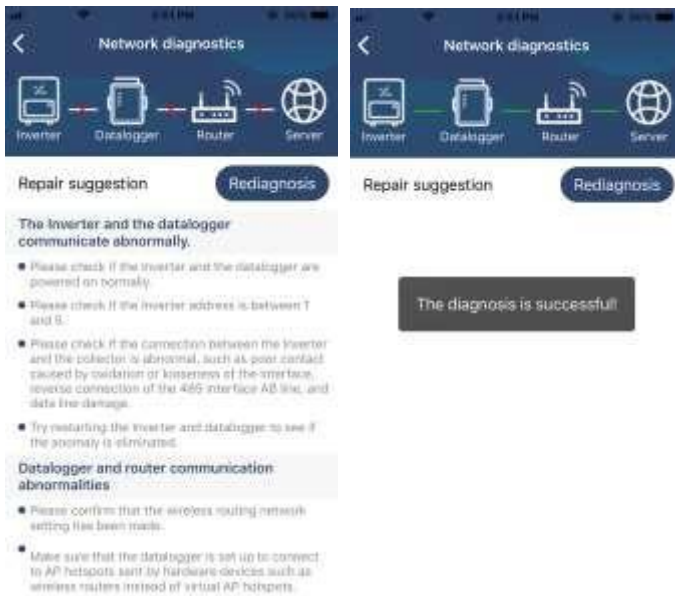 Network diagnostics
Inverter
Datalogger
Router
Server
Repair suggestion
Rediagnosis
The Inverter and the datalogger
communicate abnormally.
Please check if the inverter and the datalogger are
powered on normally.
Please check if the inverter address is between 1
and
Please check if the connection between the inverter
and the collector is abnormal, such as poor contact
caused by oxidation or looseness of the interface,
reverse connection of the 485 interface AB line, and
data line damage.
Try restarting the inverter and datalogger to see if
the anomaly is eliminated.
Datalogger and router communication
abnormalities
Please confirm that the wireless routing network
setting has been made.
Make sure that the datalogger is set up to connect
to AP hotspots sent by hardware devices such as
wireless routers instead of virtual AP hotspots.
Network diagnostics
Inverter
Datalogger
Router
Server
Repair suggestion
Rediagnosis
The diagnosis is successful!